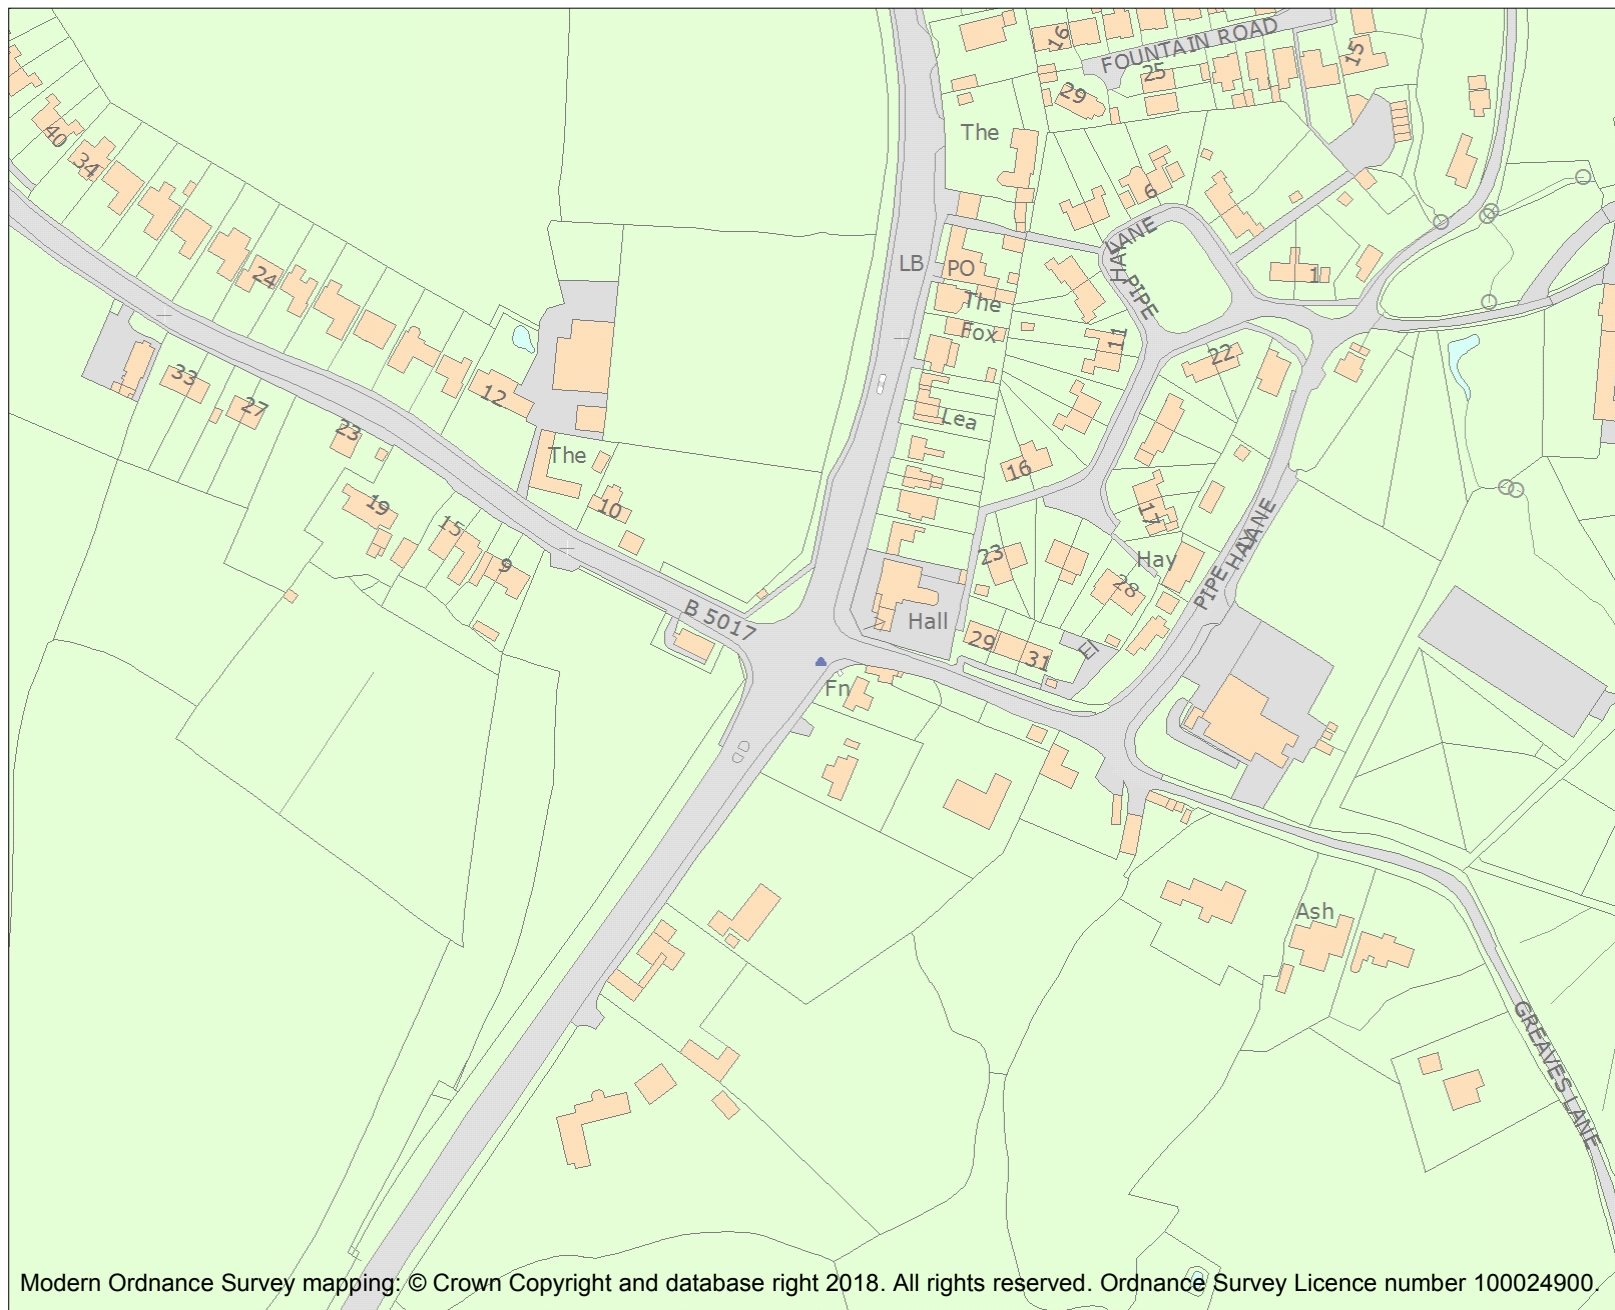 FOUNTAIN ROAD
16
25
15
29
The
40
34
6
HAY LANE
PIPE
LB
PO
1
24
The
Fox
11
22
33
12
27
Lea
23
The
16
19
10
17
PIPE HAY LANE
15
9
23
Hay
28
B 5017
Hall
29
31
El
Fn
Ash
GREAVES LANE
Modern Ordnance Survey mapping: © Crown Copyright and database right 2018. All rights reserved. Ordnance Survey Licence number 100024900.